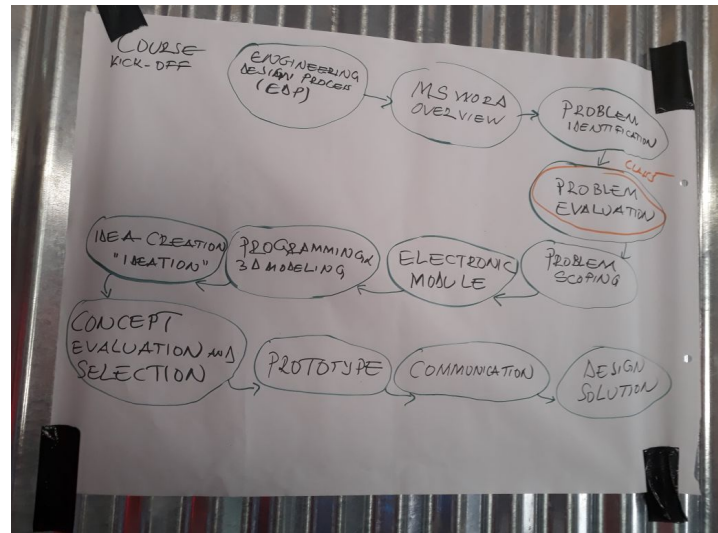 COURSE
KICK-OFF
ENGINEERING
DESIGN PROCESS
(EDP)
MS WORD
OVERVIEW
PROBLEM
IDENTIFICATION
CLASS
PROBLEM
EVALUATION
PROBLEM
SCOPING
ELECTRONIC
MODULE
PROGRAMMING &
3D MODELING
IDEA CREATION
"IDEATION"
CONCEPT
EVALUATION AND
SELECTION
PROTOTYPE
COMMUNICATION
DESIGN
SOLUTION